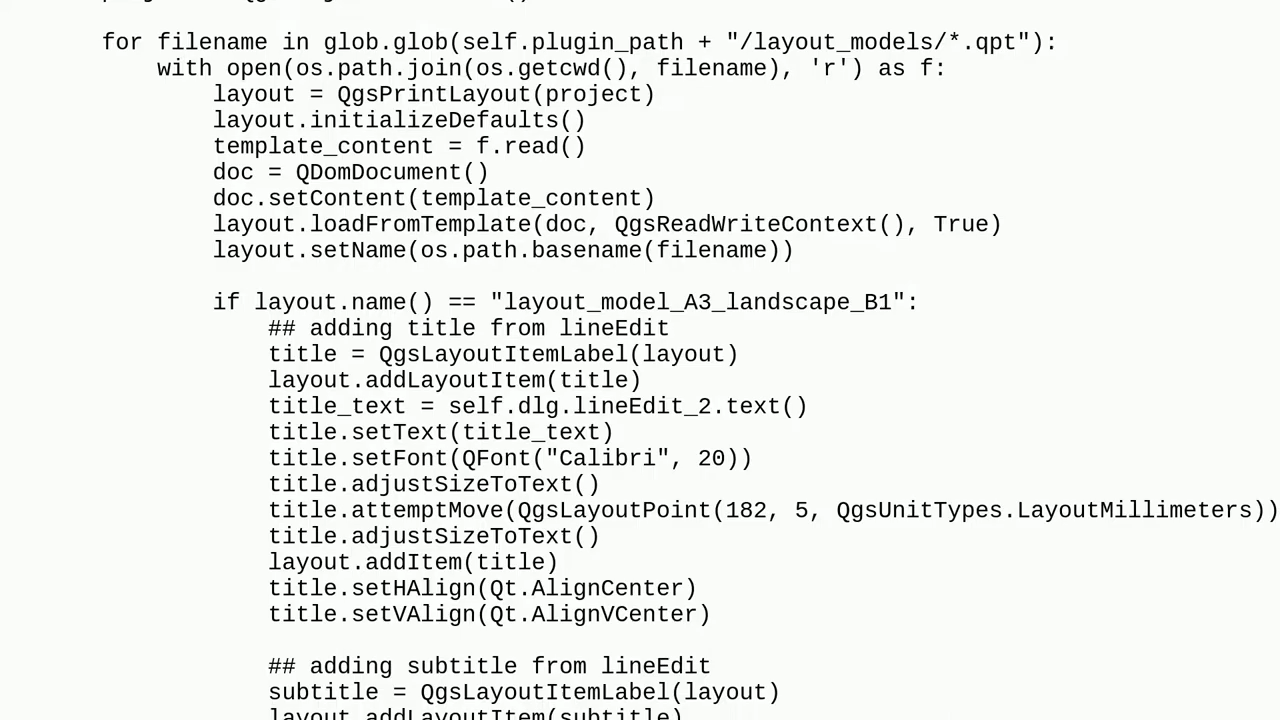 for filename in glob.glob(self.plugin_path + "/layout_models/*.qpt"):
with open(os.path.join(os.getcwd(), filename), 'r') as f:
layout = QgsPrintLayout(project)
layout.initializeDefaults()
template_content = f.read()
doc = QDomDocument()
doc.setContent(template_content)
layout.loadFromTemplate(doc, QgsReadWriteContext(), True)
layout.setName(os.path.basename(filename))
if layout.name() == "layout_model_A3_landscape_B1":
## adding title from lineEdit
title = QgsLayoutItemLabel(layout)
layout.addLayoutItem(title)
title_text = self.dlg.lineEdit_2.text()
title.setText(title_text)
title.setFont(QFont("Calibri", 20))
title.adjustSizeToText()
title.attemptMove(QgsLayoutPoint(182, 5, QgsUnitTypes.LayoutMillimeters))
title.adjustSizeToText()
layout.addItem(title)
title.setHAlign(Qt.AlignCenter)
title.setVAlign(Qt.AlignVCenter)
## adding subtitle from lineEdit
subtitle = QgsLayoutItemLabel(layout)
layout.addLayoutItem(subtitle)